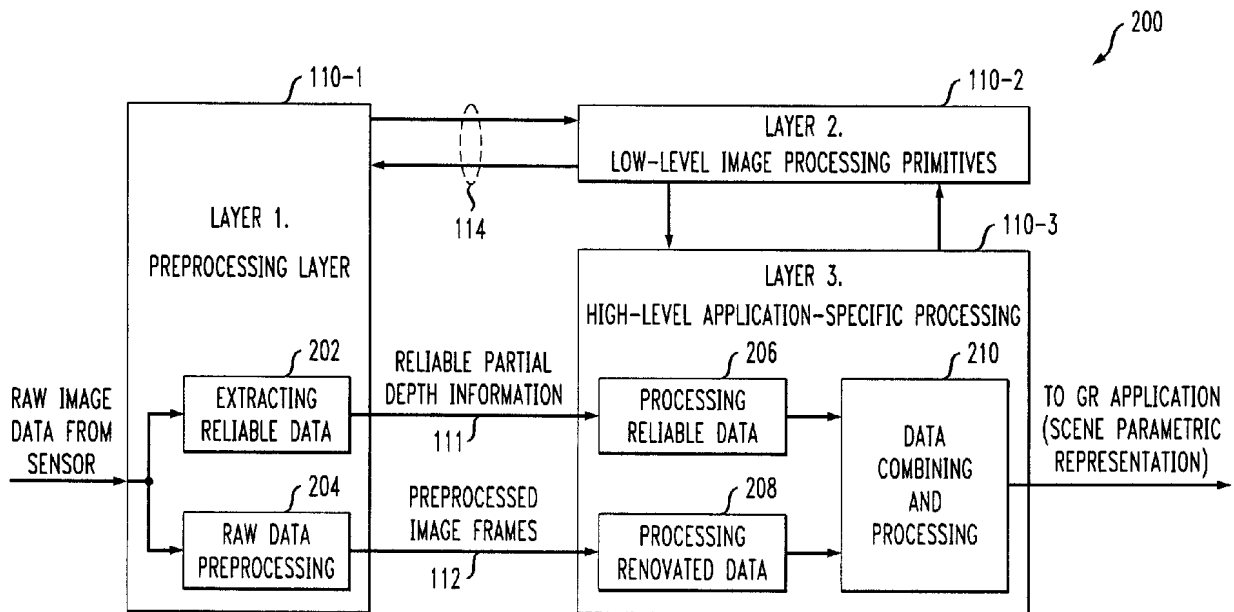 200
110-1
110-2
LAYER 2.
LOW-LEVEL IMAGE PROCESSING PRIMITIVES
114
LAYER 1.
PREPROCESSING LAYER
110-3
LAYER 3.
HIGH-LEVEL APPLICATION-SPECIFIC PROCESSING
RAW IMAGE
DATA FROM
SENSOR
202
EXTRACTING
RELIABLE DATA
RELIABLE PARTIAL
DEPTH INFORMATION
111
206
PROCESSING
RELIABLE DATA
210
DATA
COMBINING
AND
PROCESSING
TO GR APPLICATION
(SCENE PARAMETRIC
REPRESENTATION)
204
RAW DATA
PREPROCESSING
PREPROCESSED
IMAGE FRAMES
112
208
PROCESSING
RENOVATED DATA